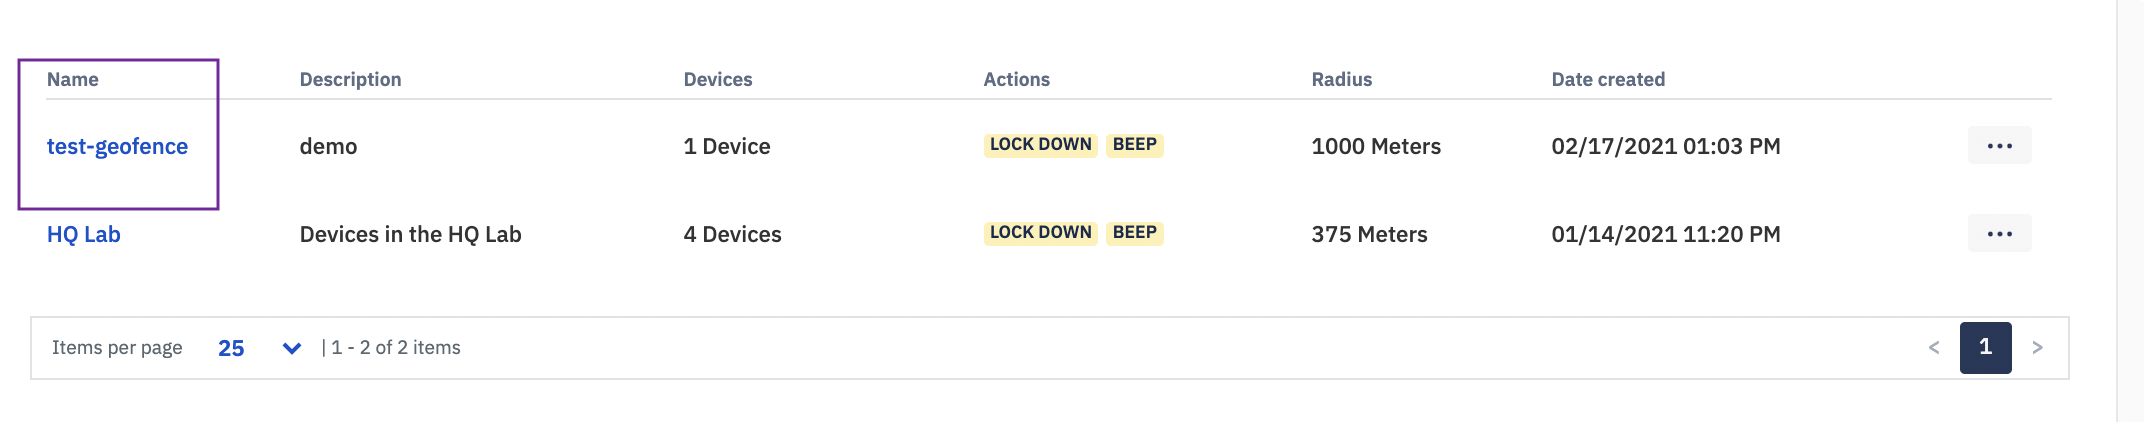 Name Description Devices Actions Radius Date created
test-geofence demo 1 Device LOCK DOWN BEEP 1000 Meters 02/17/2021 01:03 PM ...
HQ Lab Devices in the HQ Lab 4 Devices LOCK DOWN BEEP 375 Meters 01/14/2021 11:20 PM ...
Items per page 25 | 1 - 2 of 2 items < 1 >